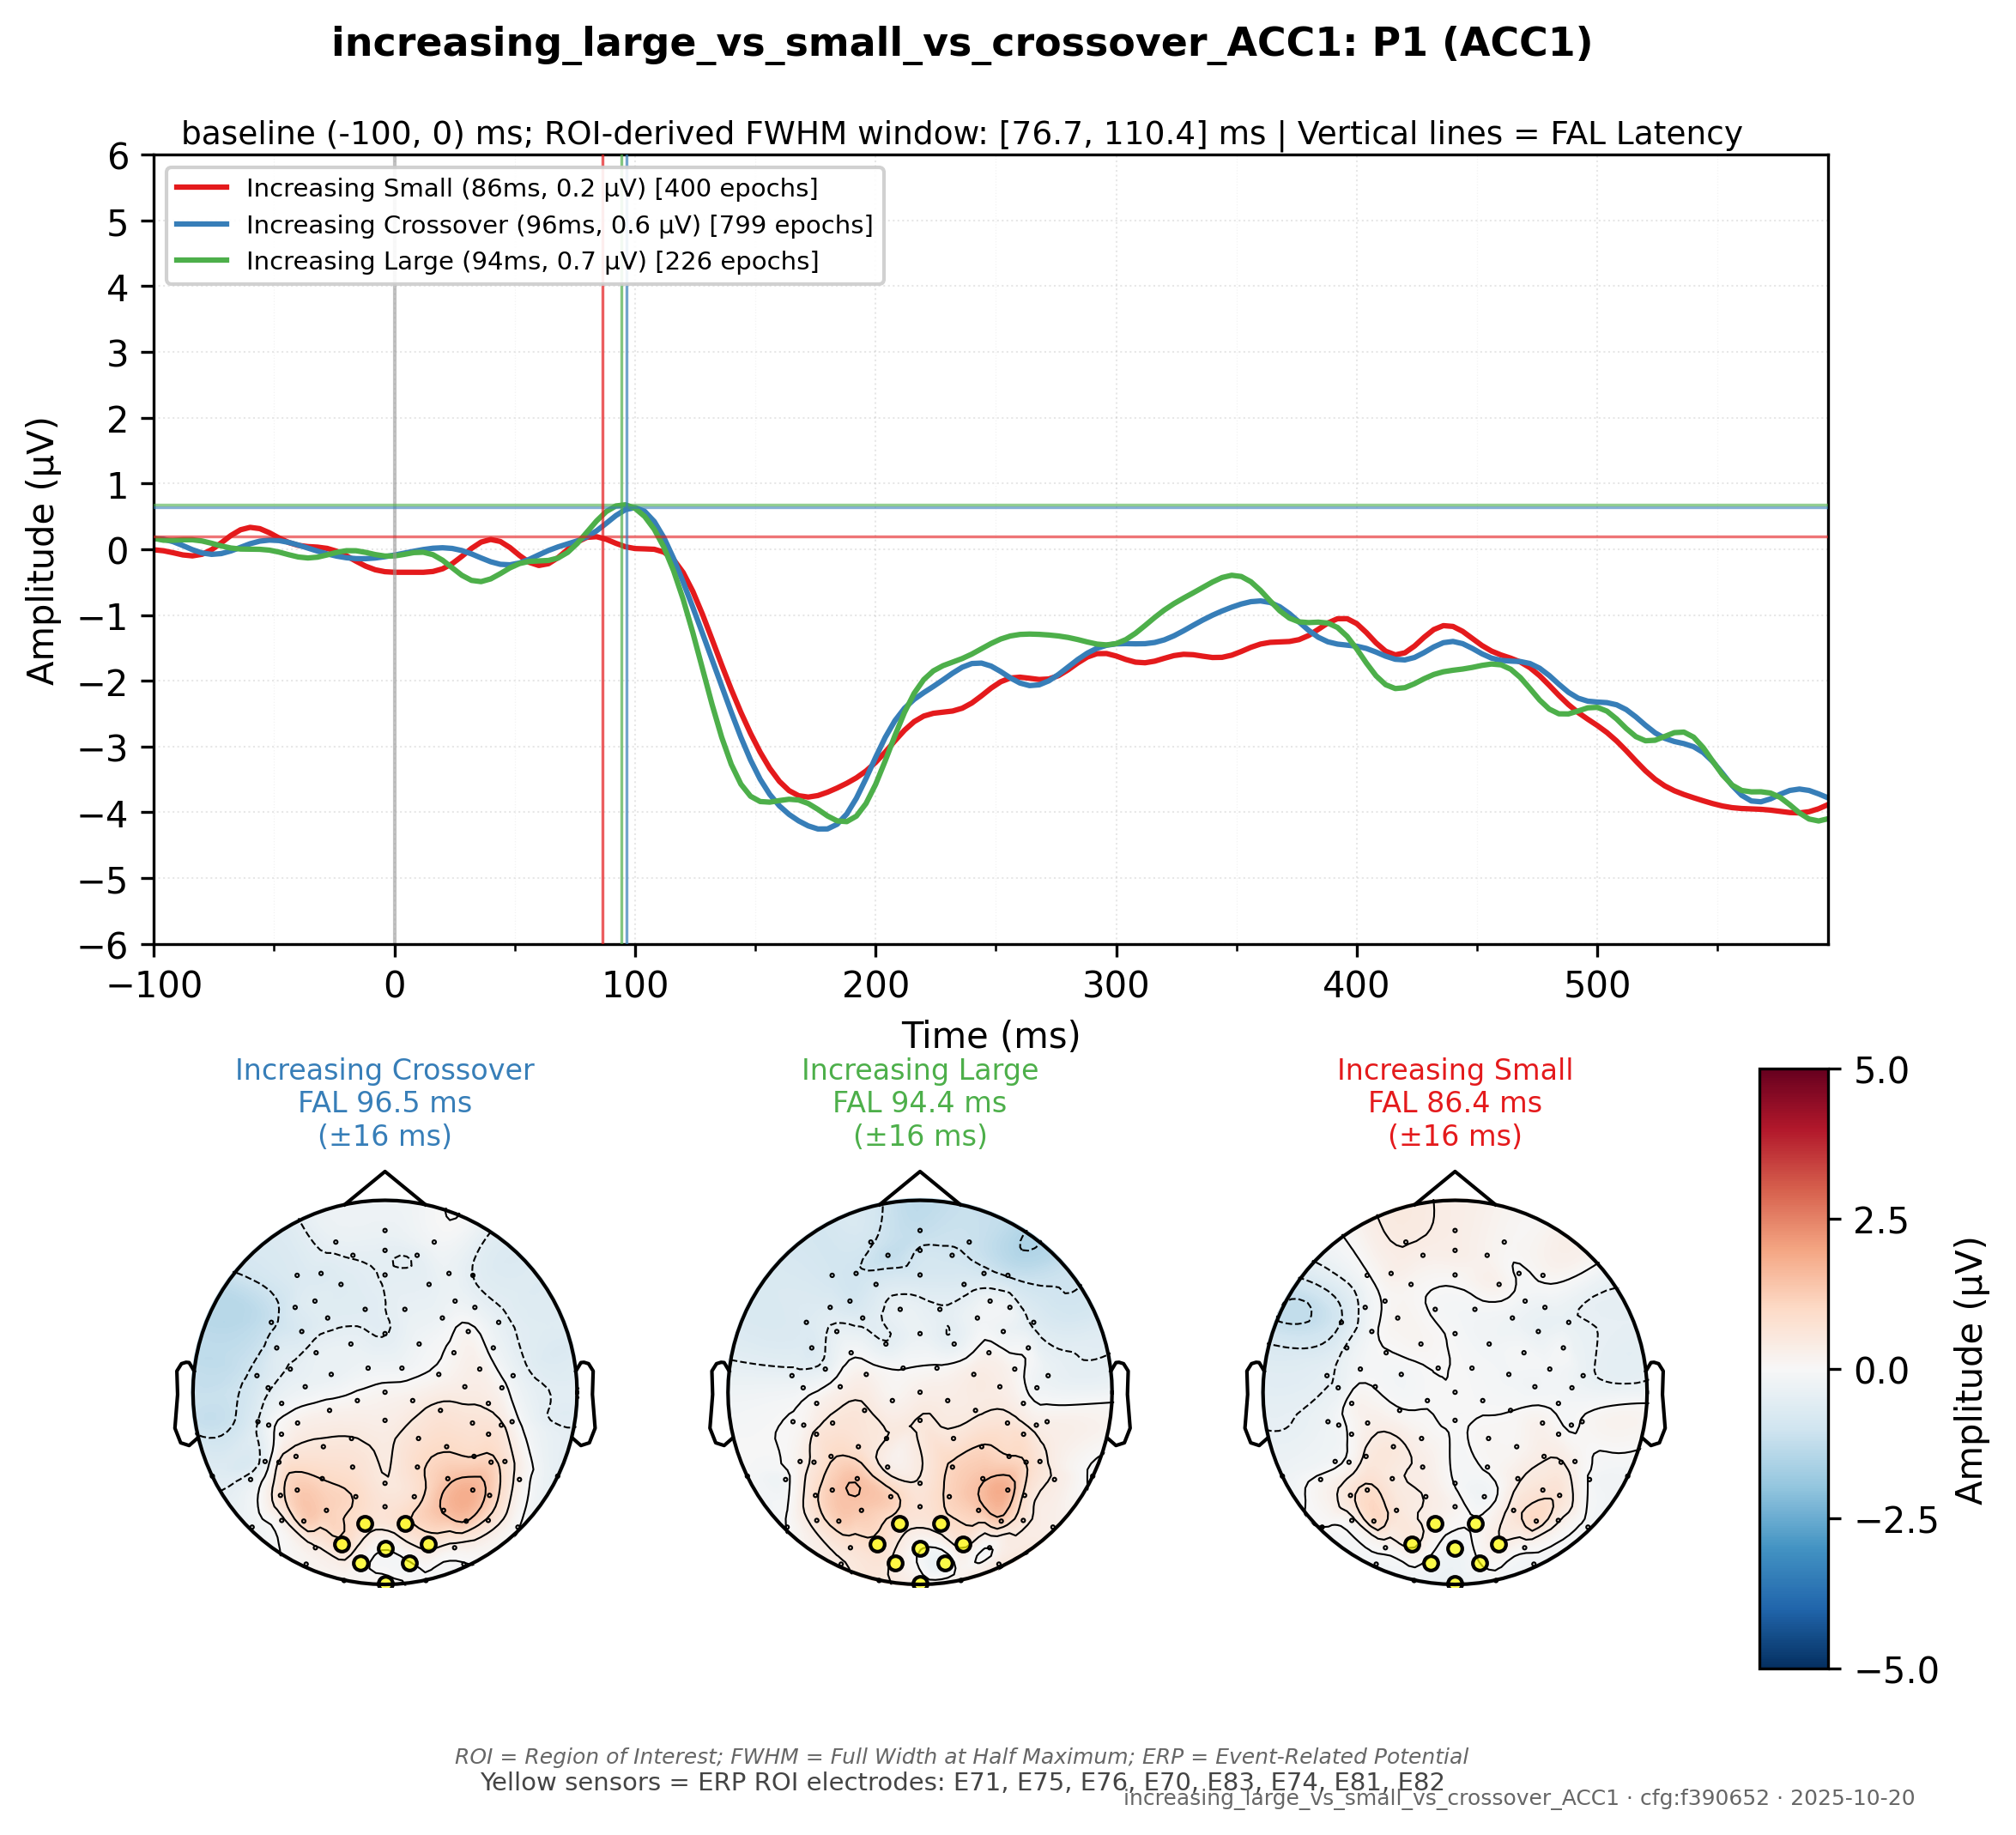 increasing_large_vs_small_vs_crossover_ACC1: P1 (ACC1)
baseline (-100, 0) ms; ROI-derived FWHM window: [76.7, 110.4] ms | Vertical lines = FAL Latency
Increasing Small (86ms, 0.2 μV) [400 epochs]
Increasing Crossover (96ms, 0.6 μV) [799 epochs]
Increasing Large (94ms, 0.7 μV) [226 epochs]
Amplitude (μV)
6
5
4
3
2
1
0
−1
−2
−3
−4
−5
−6
−100
0
100
200
300
400
500
Time (ms)
Increasing Crossover
FAL 96.5 ms
(±16 ms)
Increasing Large
FAL 94.4 ms
(±16 ms)
Increasing Small
FAL 86.4 ms
(±16 ms)
5.0
2.5
0.0
−2.5
−5.0
Amplitude (μV)
ROI = Region of Interest; FWHM = Full Width at Half Maximum; ERP = Event-Related Potential
Yellow sensors = ERP ROI electrodes: E71, E75, E76, E70, E83, E74, E81, E82
increasing_large_vs_small_vs_crossover_ACC1 · cfg:f390652 · 2025-10-20